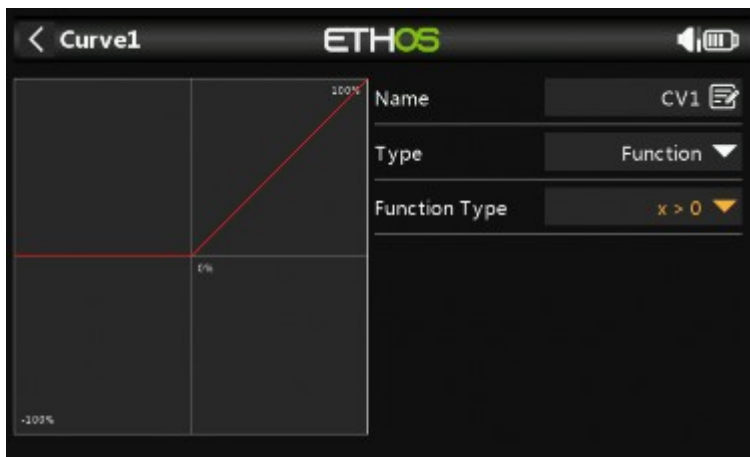 Curve1
ETHOS
100%
0%
-100%
Name
CV1
Type
Function
Function Type
x > 0